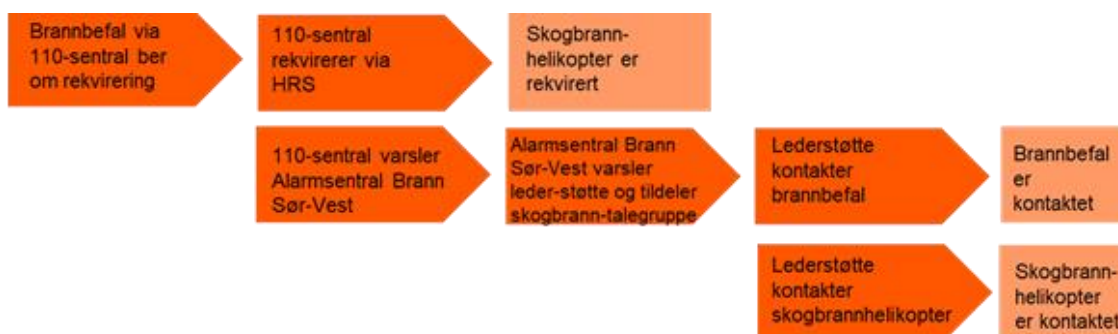 Brannbefal via
110-sentral ber
om rekvirering
110-sentral
rekvirerer via
HRS
Skogbrann-
helikopter er
rekvirert
110-sentral varsler
Alarmsentral Brann
Sør-Vest
Alarmsentral Brann
Sør-Vest varsler
leder-støtte og tildeler
skogbrann-talegruppe
Lederstøtte
kontakter
brannbefal
Brannbefal
er
kontaktet
Lederstøtte
kontakter
skogbrannhelikopter
Skogbrann-
helikopter
er kontaktet